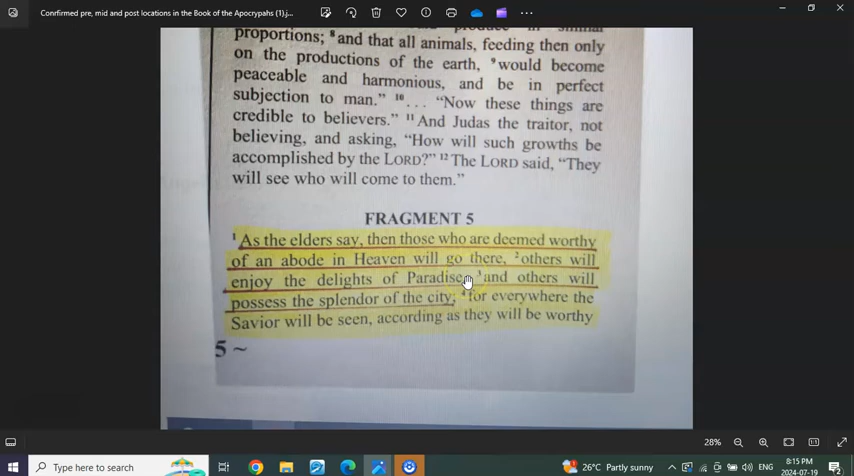 Confirmed pre, mid and post locations in the Book of the Apocrypahs (1).j...
proportions; 8and that all animals, feeding then only
on the productions of the earth, 9would become
peaceable and harmonious, and be in perfect
subjection to man.” 10. . . “Now these things are
credible to believers.” 11And Judas the traitor, not
believing, and asking, “How will such growths be
accomplished by the LORD?” 12The LORD said, “They
will see who will come to them.”
FRAGMENT 5
1As the elders say, then those who are deemed worthy
of an abode in Heaven will go there, 2others will
enjoy the delights of Paradise, 3and others will
possess the splendor of the city; 4for everywhere the
Savior will be seen, according as they will be worthy
5 ~
28%
Type here to search
26°C Partly sunny
ENG
8:15 PM
2024-07-19
2